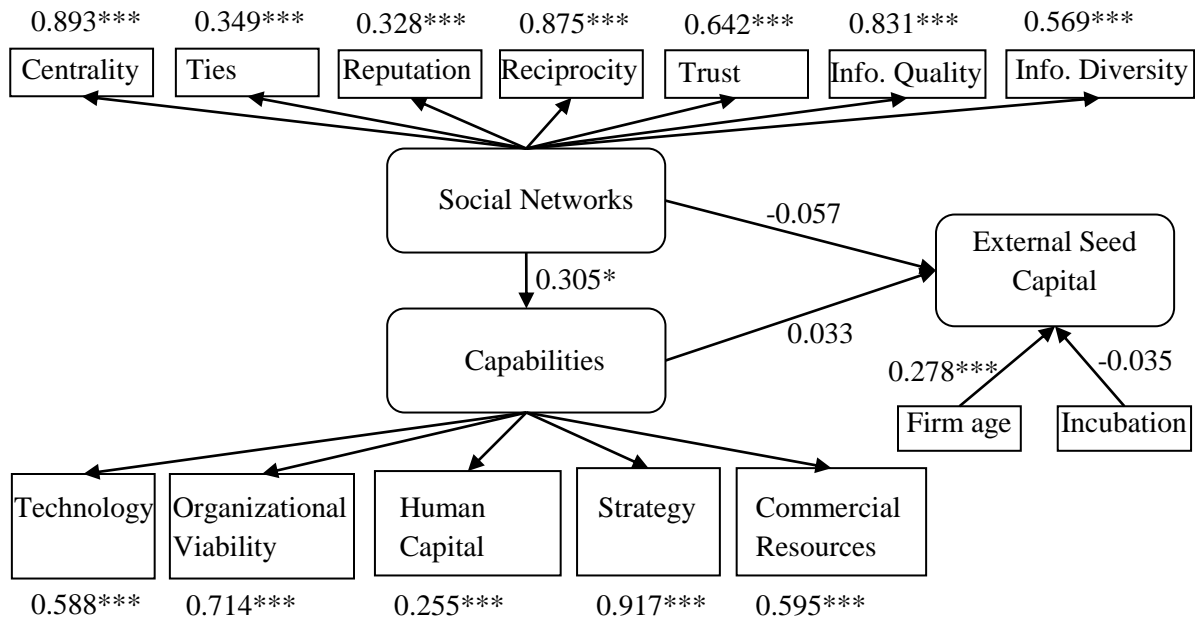 0.893*** 0.349*** 0.328*** 0.875*** 0.642*** 0.831*** 0.569***
Centrality Ties Reputation Reciprocity Trust Info. Quality Info. Diversity
Social Networks
-0.057
External Seed
Capital
0.305*
0.033
Capabilities
0.278*** -0.035
Firm age Incubation
Technology Organizational Human Strategy Commercial
Viability Capital Resources
0.588*** 0.714*** 0.255*** 0.917*** 0.595***